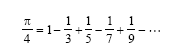 π/4 = 1 − 1/3 + 1/5 − 1/7 + 1/9 − ⋯